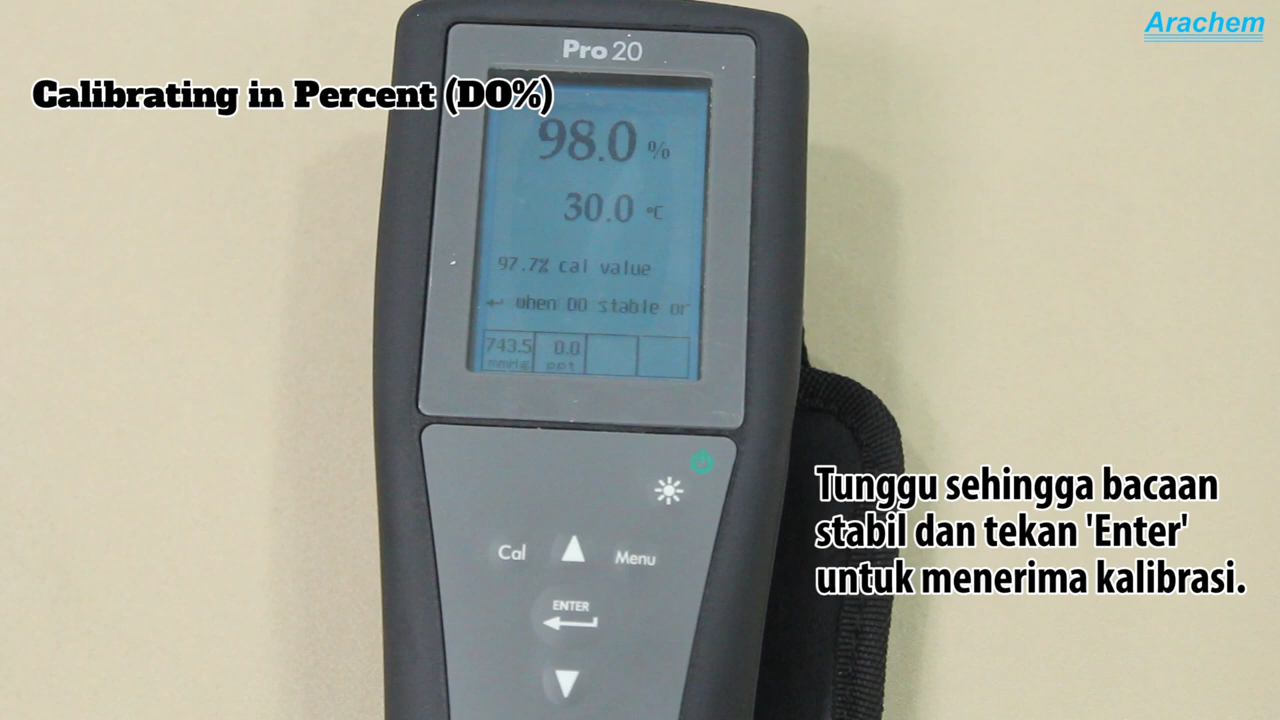 Arachem
Pro 20
Calibrating in Percent (DO%)
98.0 %
30.0 °C
97.7% cal value
↵ when DO stable or
743.5 0.0
mmHg ppt
Tunggu sehingga bacaan
stabil dan tekan 'Enter'
untuk menerima kalibrasi.
Cal Menu
ENTER